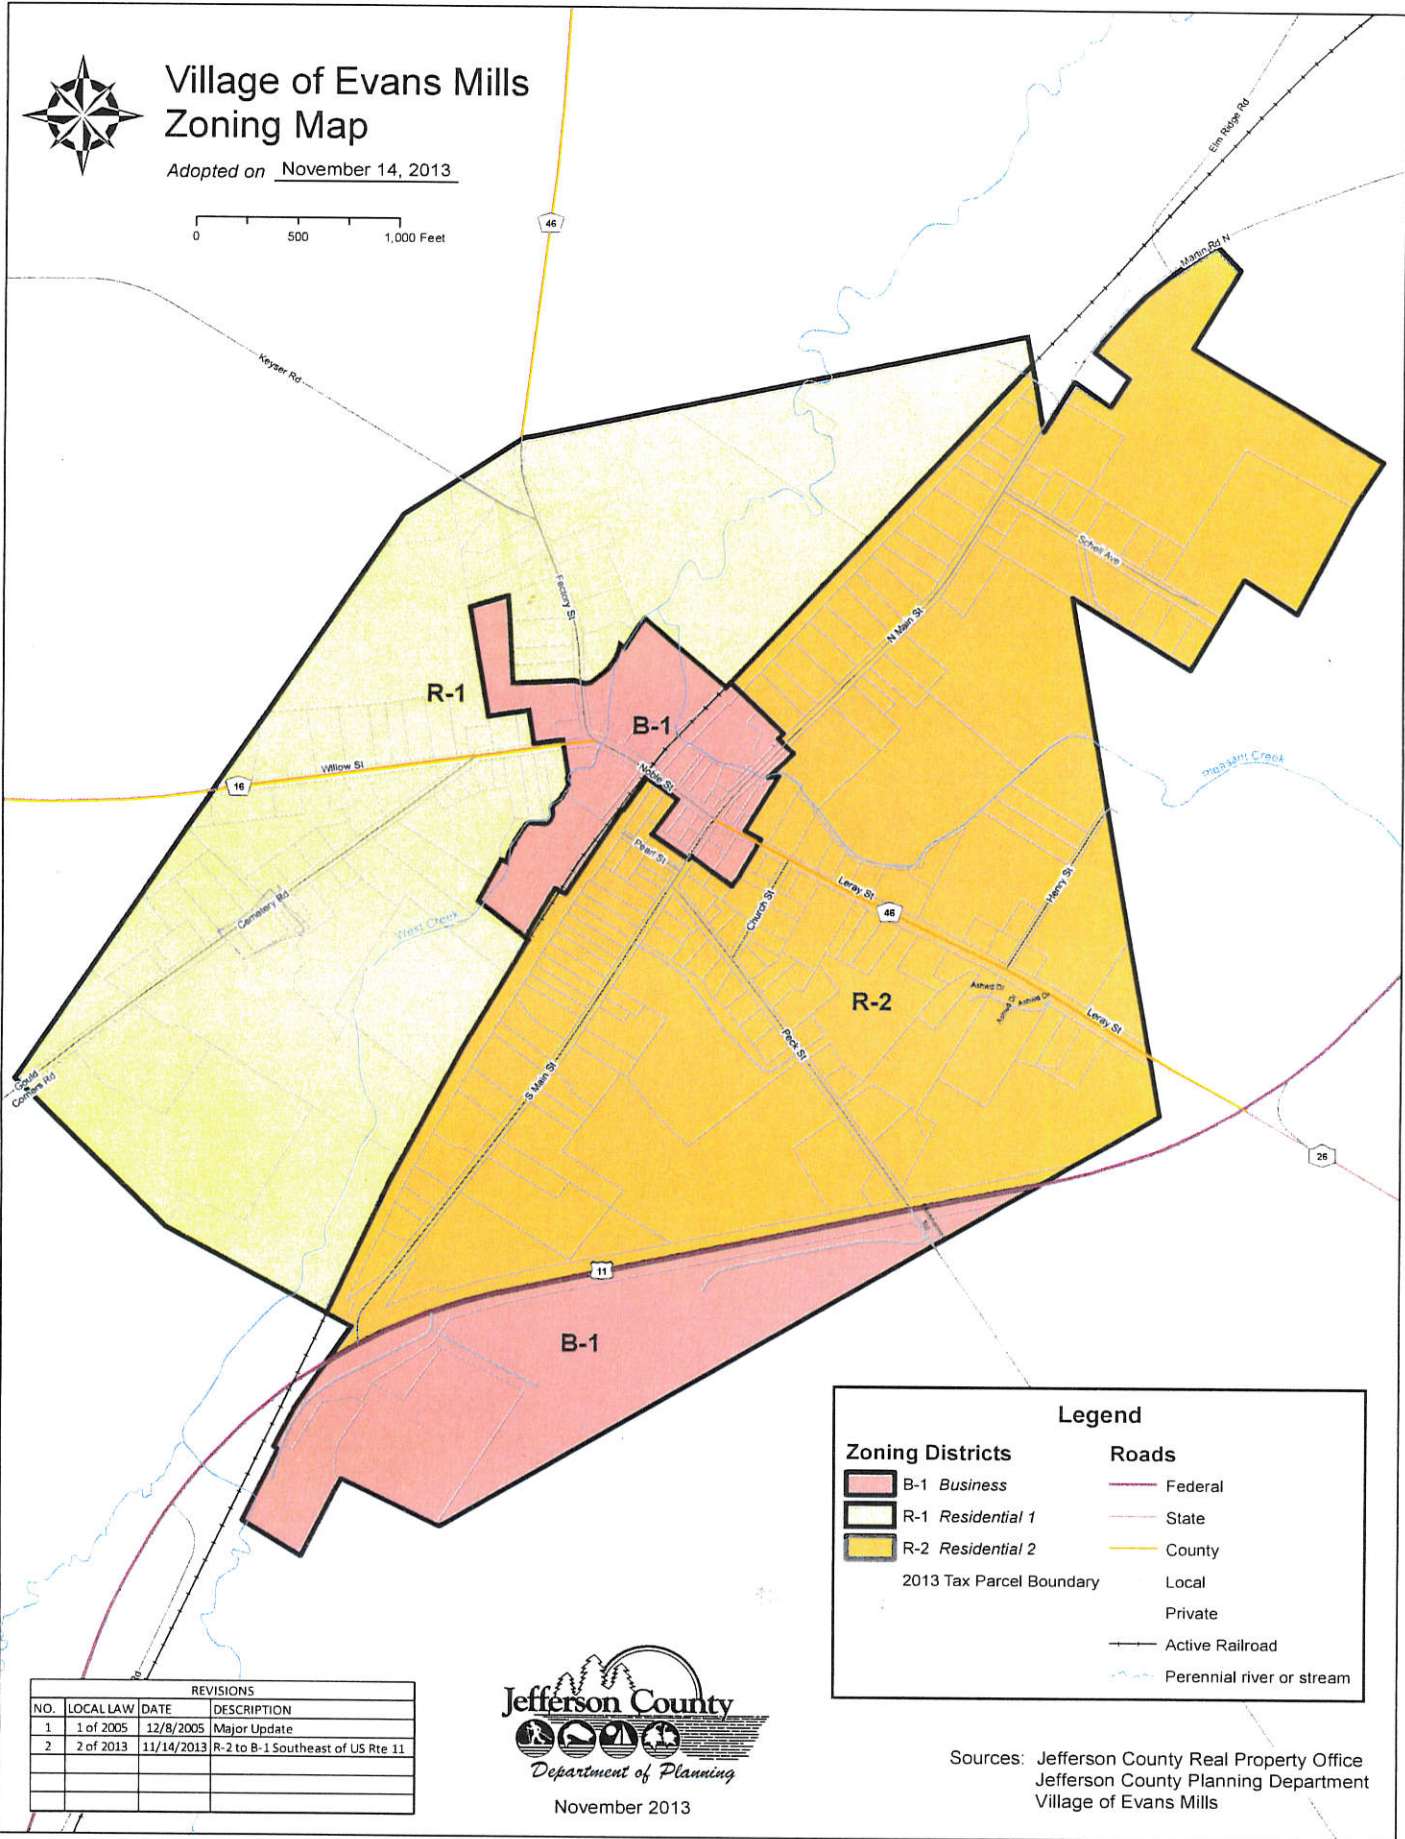 Village of Evans Mills
Zoning Map
Adopted on November 14, 2013
0 500 1,000 Feet
46
Elm Ridge Rd
Martin Rd N
Keyser Rd
Schell Ave
Factory St
N Main St
R-1
B-1
Willow St
16
Noble St
Pleasant Creek
Pearl St
Leray St
Henry St
Cemetery Rd
Church St
46
West Creek
R-2
Ashwd Dr
Ashwd Dr
Ashwd Dr
Leray St
Peck St
Gould
Corners Rd
S Main St
26
Rd
11
B-1
Legend
Zoning Districts
B-1 Business
R-1 Residential 1
R-2 Residential 2
2013 Tax Parcel Boundary
Roads
Federal
State
County
Local
Private
Active Railroad
Perennial river or stream
Rd
REVISIONS
NO. LOCAL LAW DATE DESCRIPTION
1 1 of 2005 12/8/2005 Major Update
2 2 of 2013 11/14/2013 R-2 to B-1 Southeast of US Rte 11
Jefferson County
Department of Planning
November 2013
Sources: Jefferson County Real Property Office
Jefferson County Planning Department
Village of Evans Mills